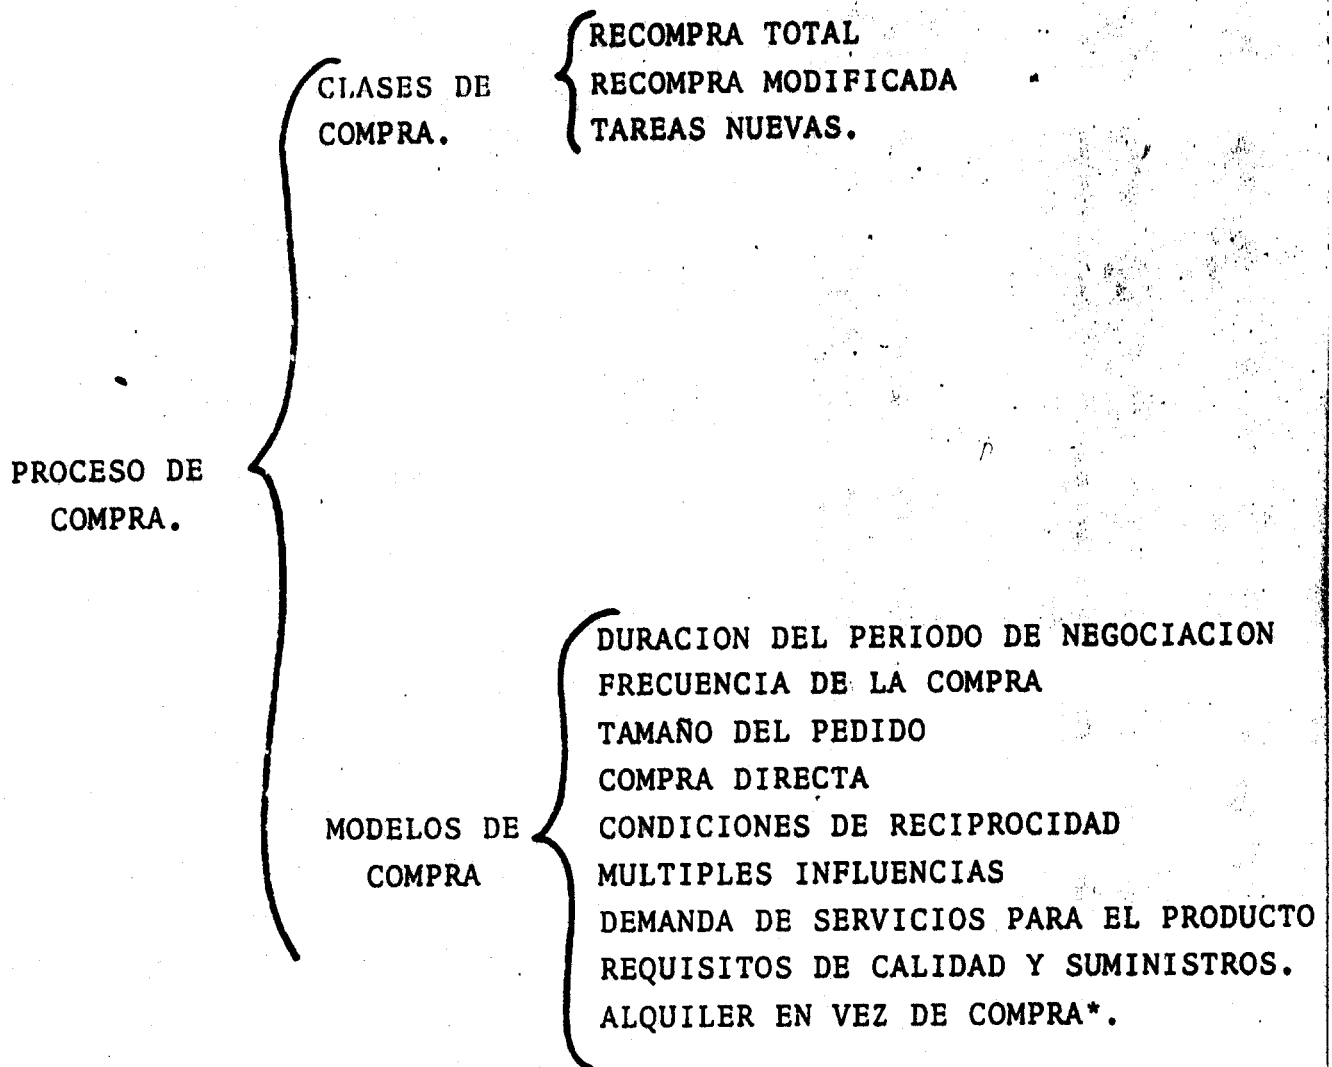 RECOMPRA TOTAL
CLASES DE
RECOMPRA MODIFICADA
COMPRA.
TAREAS NUEVAS.
PROCESO DE
COMPRA.
DURACION DEL PERIODO DE NEGOCIACION
FRECUENCIA DE LA COMPRA
TAMAÑO DEL PEDIDO
COMPRA DIRECTA
MODELOS DE
COMPRA
CONDICIONES DE RECIPROCIDAD
MULTIPLES INFLUENCIAS
DEMANDA DE SERVICIOS PARA EL PRODUCTO
REQUISITOS DE CALIDAD Y SUMINISTROS.
ALQUILER EN VEZ DE COMPRA*.